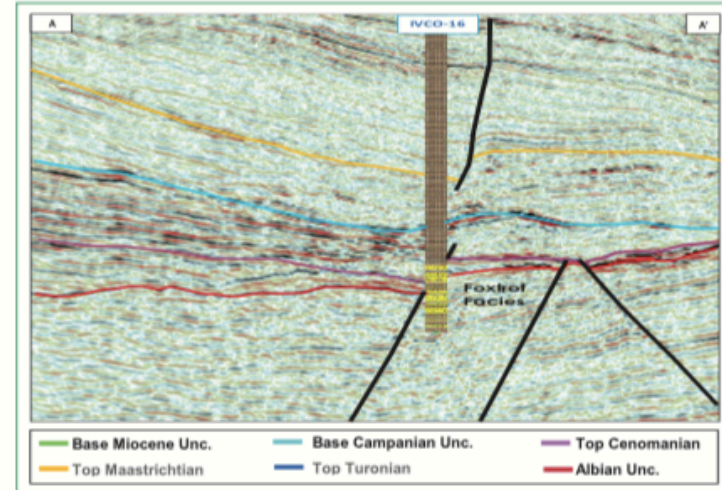 A
IVCO-16
A'
Foxtrot
Facies
Base Miocene Unc.
Base Campanian Unc.
Top Cenomanian
Top Maastrichtian
Top Turonian
Albian Unc.